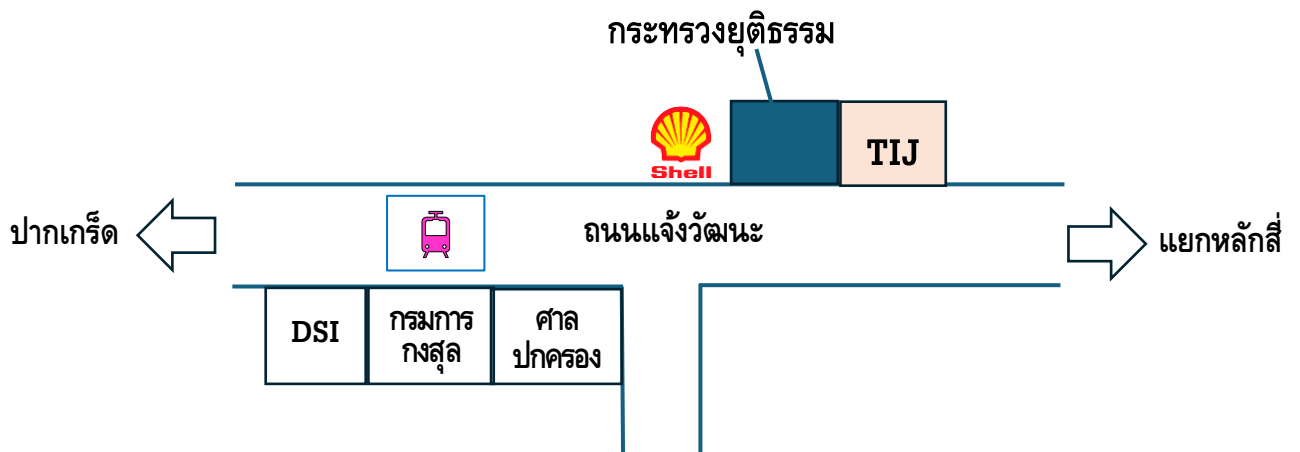 กระทรวงยุติธรรม
Shell
TIJ
ปากเกร็ด
ถนนแจ้งวัฒนะ
แยกหลักสี่
DSI
กรมการ
กงสุล
ศาล
ปกครอง